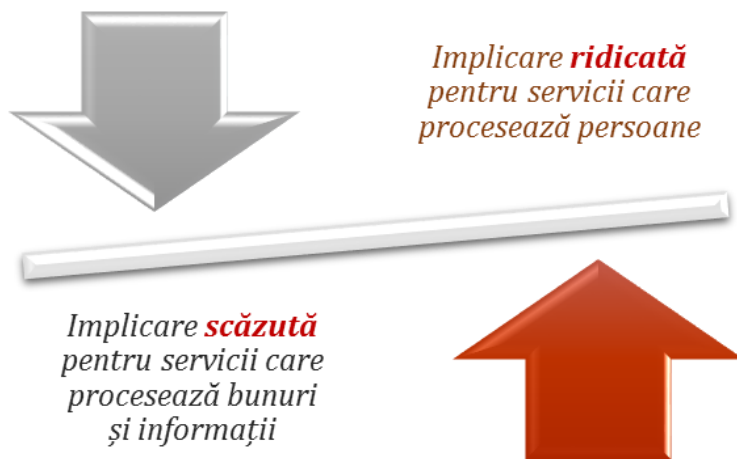 Implicare ridicată
pentru servicii care
procesează persoane
Implicare scăzută
pentru servicii care
procesează bunuri
și informații